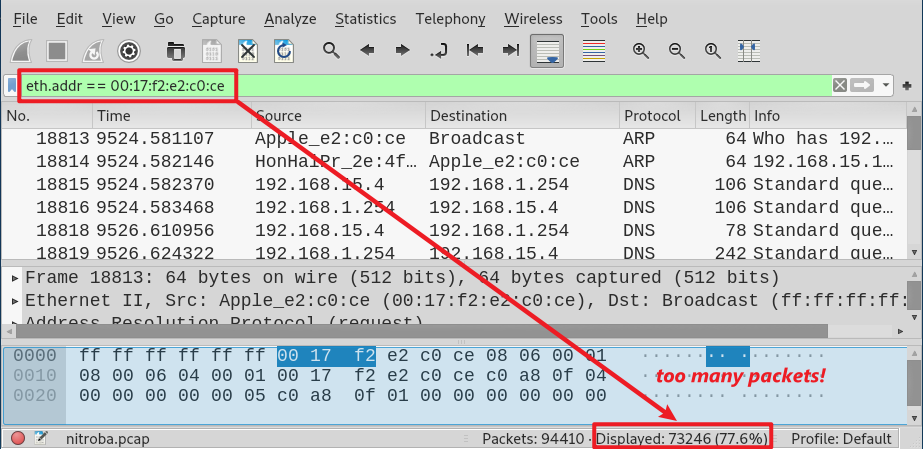 File Edit View Go Capture Analyze Statistics Telephony Wireless Tools Help
eth.addr == 00:17:f2:e2:c0:ce
No. Time Source Destination Protocol Length Info
18813 9524.581107 Apple_e2:c0:ce Broadcast ARP 64 Who has 192.…
18814 9524.582146 HonHaiPr_2e:4f… Apple_e2:c0:ce ARP 64 192.168.15.1…
18815 9524.582370 192.168.15.4 192.168.1.254 DNS 106 Standard que…
18816 9524.583468 192.168.1.254 192.168.15.4 DNS 106 Standard que…
18818 9526.610956 192.168.15.4 192.168.1.254 DNS 78 Standard que…
18819 9526.624322 192.168.1.254 192.168.15.4 DNS 242 Standard que…
Frame 18813: 64 bytes on wire (512 bits), 64 bytes captured (512 bits)
Ethernet II, Src: Apple_e2:c0:ce (00:17:f2:e2:c0:ce), Dst: Broadcast (ff:ff:ff:ff:
Address Resolution Protocol (request)
0000 ff ff ff ff ff ff 00 17 f2 e2 c0 ce 08 06 00 01 ········ ········
0010 08 00 06 04 00 01 00 17 f2 e2 c0 ce c0 a8 0f 04
too many packets!
0020 00 00 00 00 00 05 c0 a8 0f 01 00 00 00 00 00 00 ········ ········
nitroba.pcap Packets: 94410 · Displayed: 73246 (77.6%) Profile: Default